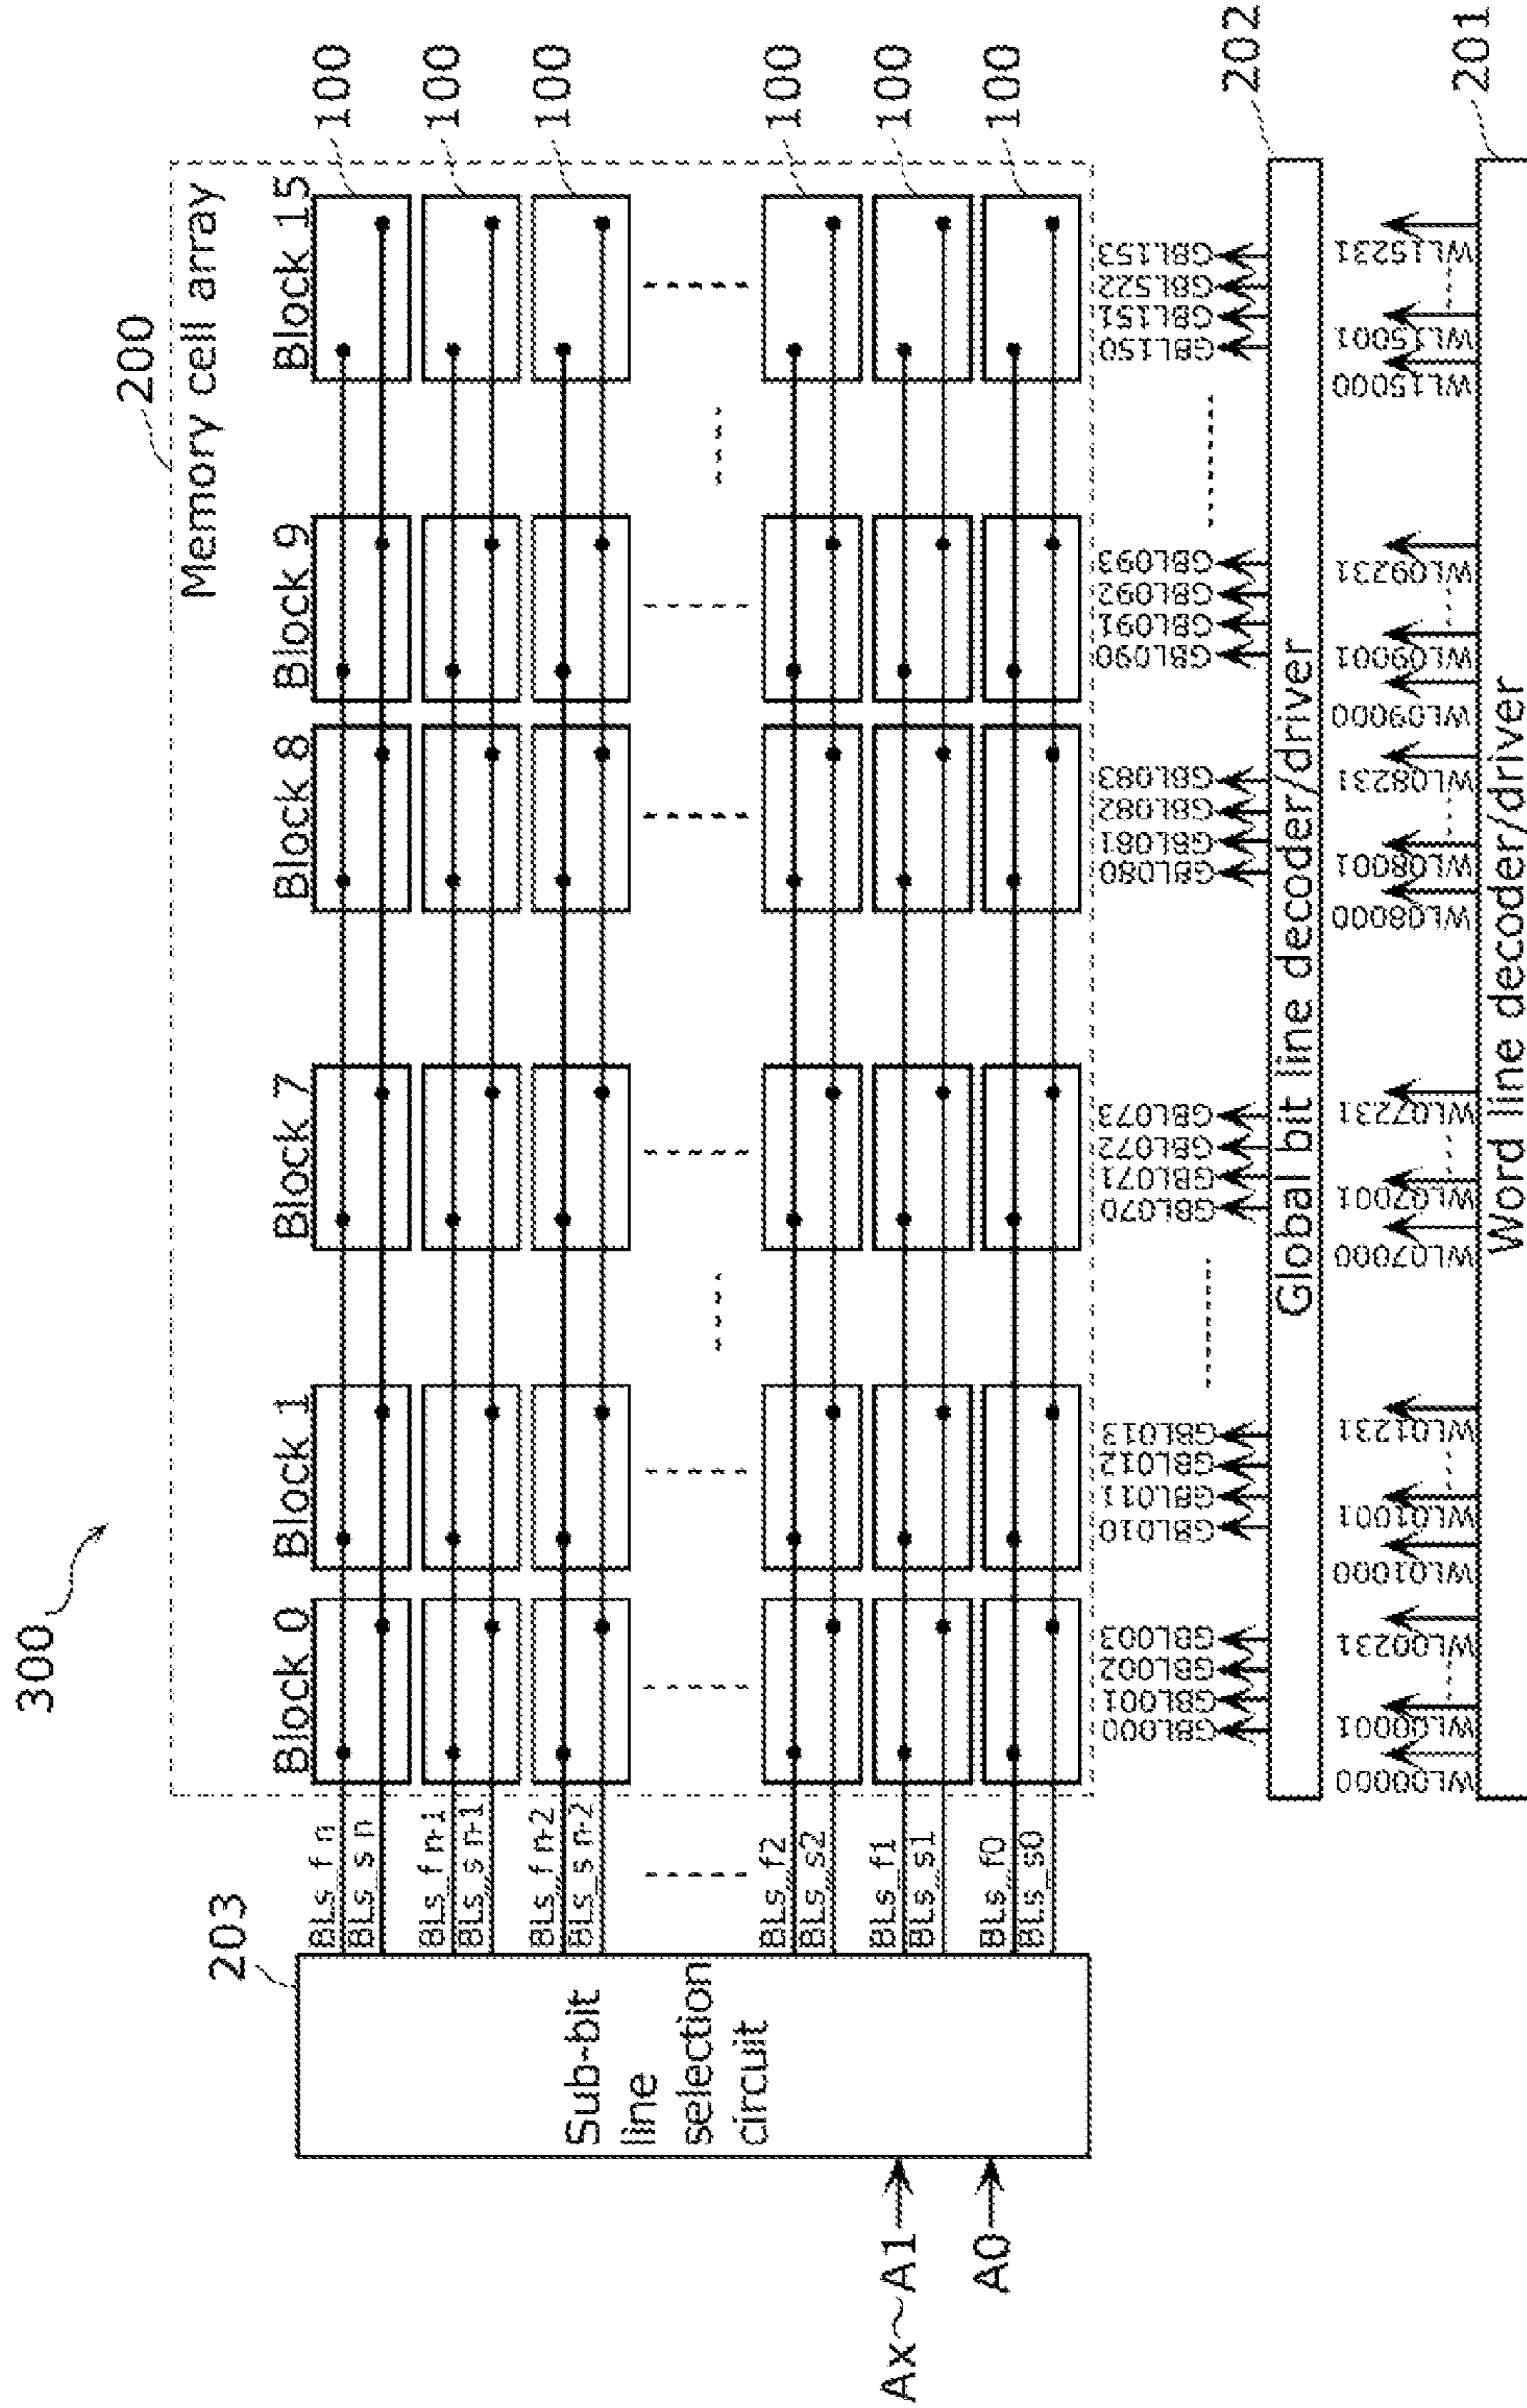 300
200
Memory cell array
Block 0
Block 1
Block 7
Block 8
Block 9
Block 15
100
100
100
100
100
100
203
Sub-bit
line
selection
circuit
Ax~A1
A0
BLs_f n
BLs_s n
BLs_f n-1
BLs_s n-1
BLs_f n-2
BLs_s n-2
BLs_f2
BLs_s2
BLs_f1
BLs_s1
BLs_f0
BLs_s0
GBL000
GBL001
GBL002
GBL003
GBL010
GBL011
GBL012
GBL013
GBL070
GBL071
GBL072
GBL073
GBL080
GBL081
GBL082
GBL083
GBL090
GBL091
GBL092
GBL093
GBL150
GBL151
GBL522
GBL153
202
Global bit line decoder/driver
WL00000
WL00001
WL00231
WL01000
WL01001
WL01231
WL07000
WL07001
WL07231
WL08000
WL08001
WL08231
WL09000
WL09001
WL09231
WL15000
WL15001
WL15231
201
Word line decoder/driver